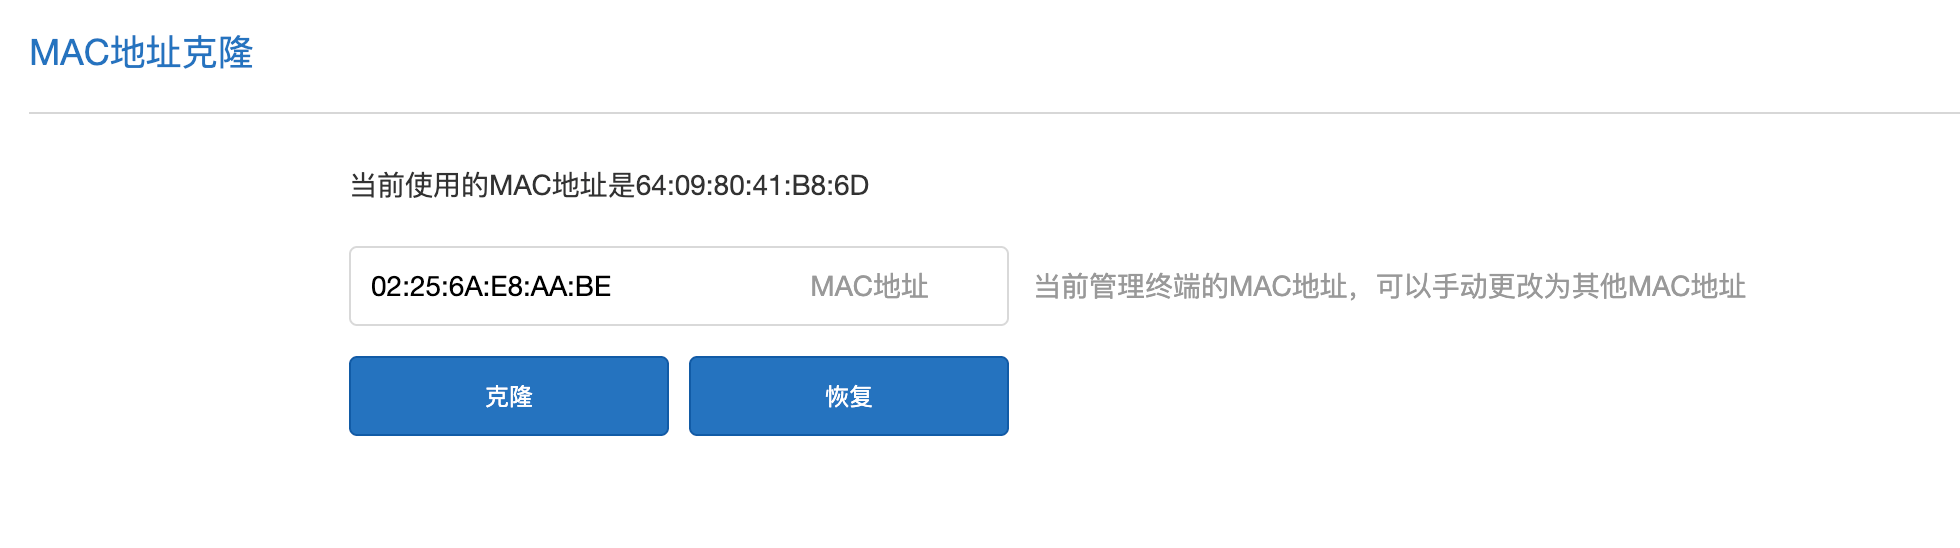 MAC地址克隆
当前使用的MAC地址是64:09:80:41:B8:6D
02:25:6A:E8:AA:BE MAC地址 当前管理终端的MAC地址，可以手动更改为其他MAC地址
克隆 恢复